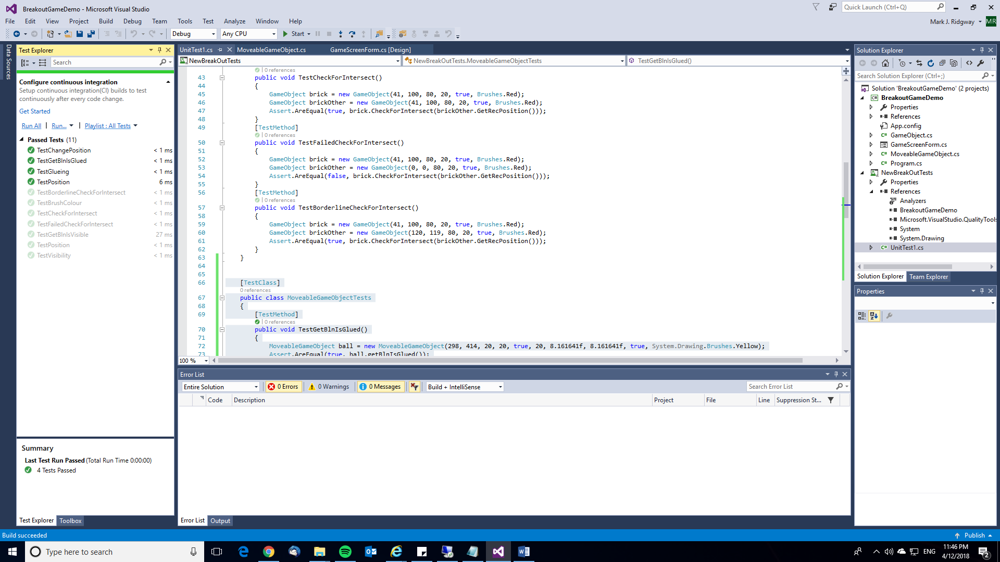 BreakoutGameDemo - Microsoft Visual Studio
Quick Launch (Ctrl+Q)
File Edit View Project Build Debug Team Tools Test Analyze Window Help
Mark J. Ridgway MR
Debug Any CPU Start
Data Sources
Test Explorer
Search
Configure continuous integration
Setup continuous integration(CI) builds to test
continuously after every code change.
Get Started
Run All | Run... | Playlist : All Tests
Passed Tests (11)
TestChangePosition < 1 ms
TestGetBlnIsGlued < 1 ms
TestGlueing < 1 ms
TestPosition 6 ms
TestBorderlineCheckForIntersect < 1 ms
TestBrushColour < 1 ms
TestCheckForIntersect < 1 ms
TestFailedCheckForIntersect < 1 ms
TestGetBlnIsVisible 27 ms
TestPosition < 1 ms
TestVisibility < 1 ms
Summary
Last Test Run Passed (Total Run Time 0:00:00)
4 Tests Passed
Test Explorer Toolbox
UnitTest1.cs MoveableGameObject.cs GameScreenForm.cs [Design]
NewBreakOutTests NewBreakOutTests.MoveableGameObjectTests TestGetBlnIsGlued()
| 0 references
43 public void TestCheckForIntersect()
44 {
45 GameObject brick = new GameObject(41, 100, 80, 20, true, Brushes.Red);
46 GameObject brickOther = new GameObject(41, 100, 80, 20, true, Brushes.Red);
47 Assert.AreEqual(true, brick.CheckForIntersect(brickOther.GetRecPosition()));
48 }
49 [TestMethod]
| 0 references
50 public void TestFailedCheckForIntersect()
51 {
52 GameObject brick = new GameObject(41, 100, 80, 20, true, Brushes.Red);
53 GameObject brickOther = new GameObject(0, 0, 80, 20, true, Brushes.Red);
54 Assert.AreEqual(false, brick.CheckForIntersect(brickOther.GetRecPosition()));
55 }
56 [TestMethod]
| 0 references
57 public void TestBorderlineCheckForIntersect()
58 {
59 GameObject brick = new GameObject(41, 100, 80, 20, true, Brushes.Red);
60 GameObject brickOther = new GameObject(120, 119, 80, 20, true, Brushes.Red);
61 Assert.AreEqual(true, brick.CheckForIntersect(brickOther.GetRecPosition()));
62 }
63 }
64
65
66 [TestClass]
0 references
67 public class MoveableGameObjectTests
68 {
69 [TestMethod]
| 0 references
70 public void TestGetBlnIsGlued()
71 {
72 MoveableGameObject ball = new MoveableGameObject(298, 414, 20, 20, true, 20, 8.161641f, 8.161641f, true, System.Drawing.Brushes.Yellow);
73 Assert.AreEqual(true, ball.getBlnIsGlued());
100 %
Error List
Entire Solution 0 Errors 0 Warnings 0 Messages Build + IntelliSense Search Error List
Code Description Project File Line Suppression St...
Error List Output
Solution Explorer
Search Solution Explorer (Ctrl+;)
Solution 'BreakoutGameDemo' (2 projects)
BreakoutGameDemo
Properties
References
App.config
GameObject.cs
GameScreenForm.cs
MoveableGameObject.cs
Program.cs
NewBreakOutTests
Properties
References
Analyzers
BreakoutGameDemo
Microsoft.VisualStudio.QualityTools
System
System.Drawing
UnitTest1.cs
Solution Explorer Team Explorer
Properties
Build succeeded
Publish
Type here to search
ENG
11:46 PM
4/12/2018
2